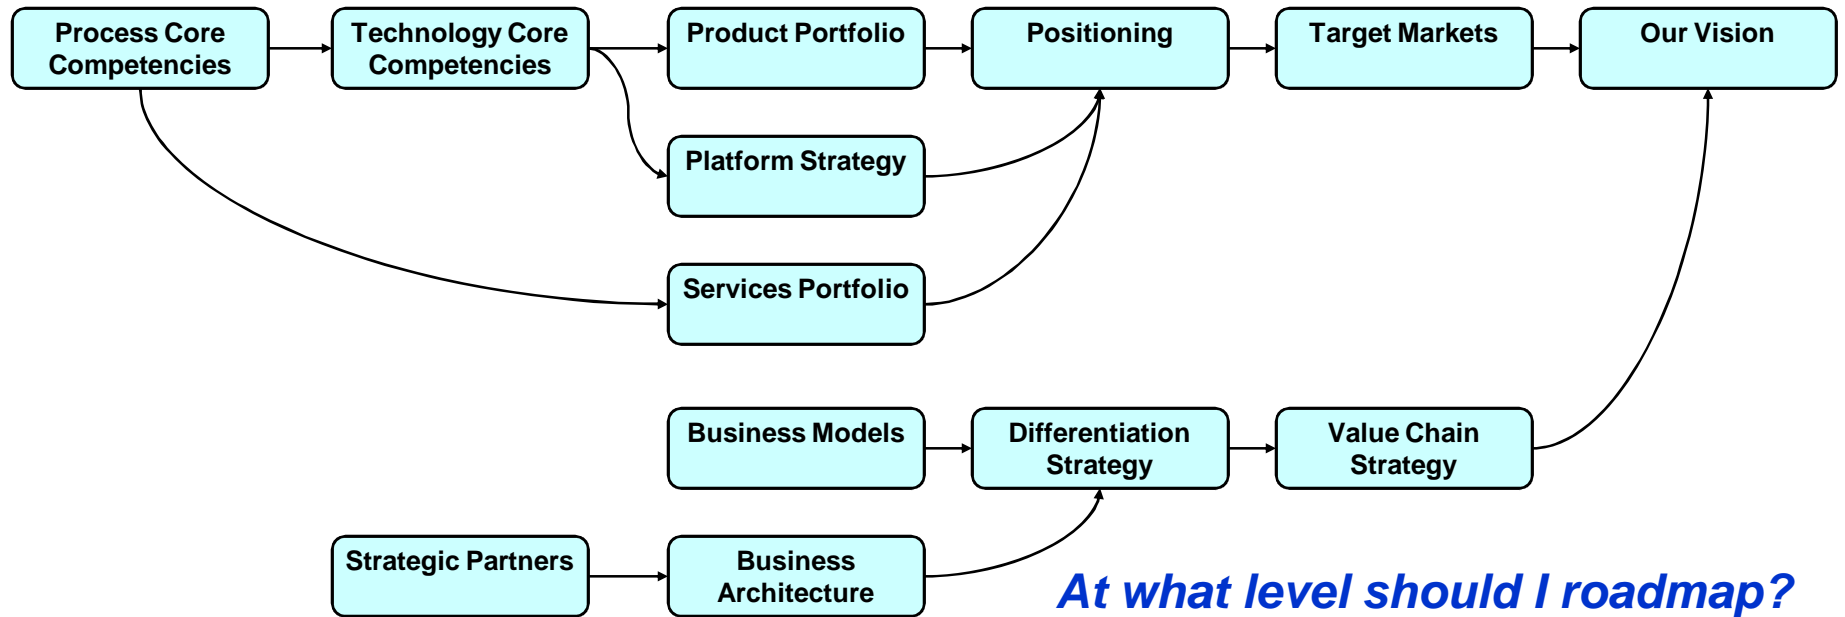 Process Core
Competencies
Technology Core
Competencies
Product Portfolio
Positioning
Target Markets
Our Vision
Platform Strategy
Services Portfolio
Business Models
Differentiation
Strategy
Value Chain
Strategy
Strategic Partners
Business
Architecture
At what level should I roadmap?